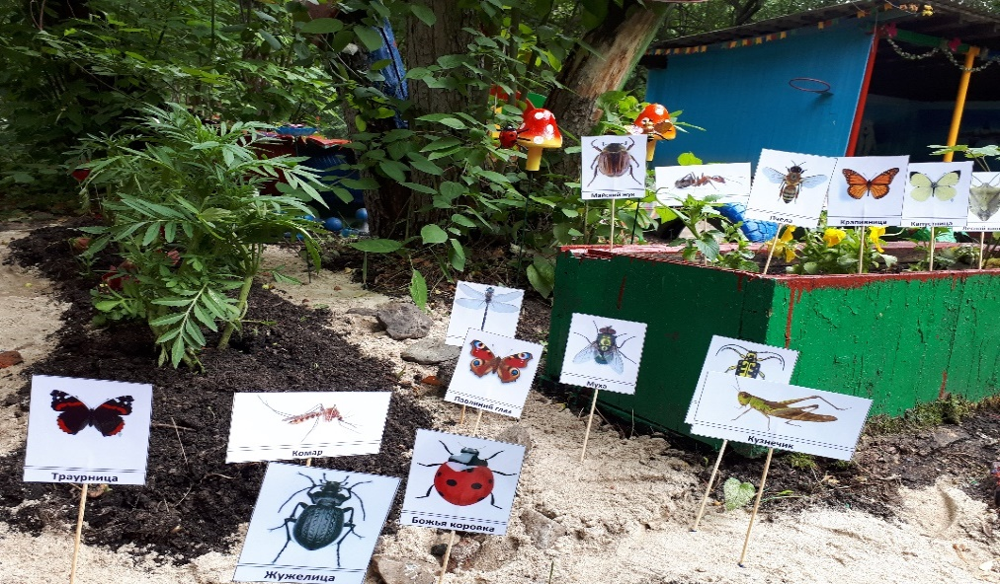 Майский жук
Пчела
Крапивница
Капустница
Павлиний глаз
Муха
Кузнечик
Траурница
Комар
Божья коровка
Жужелица